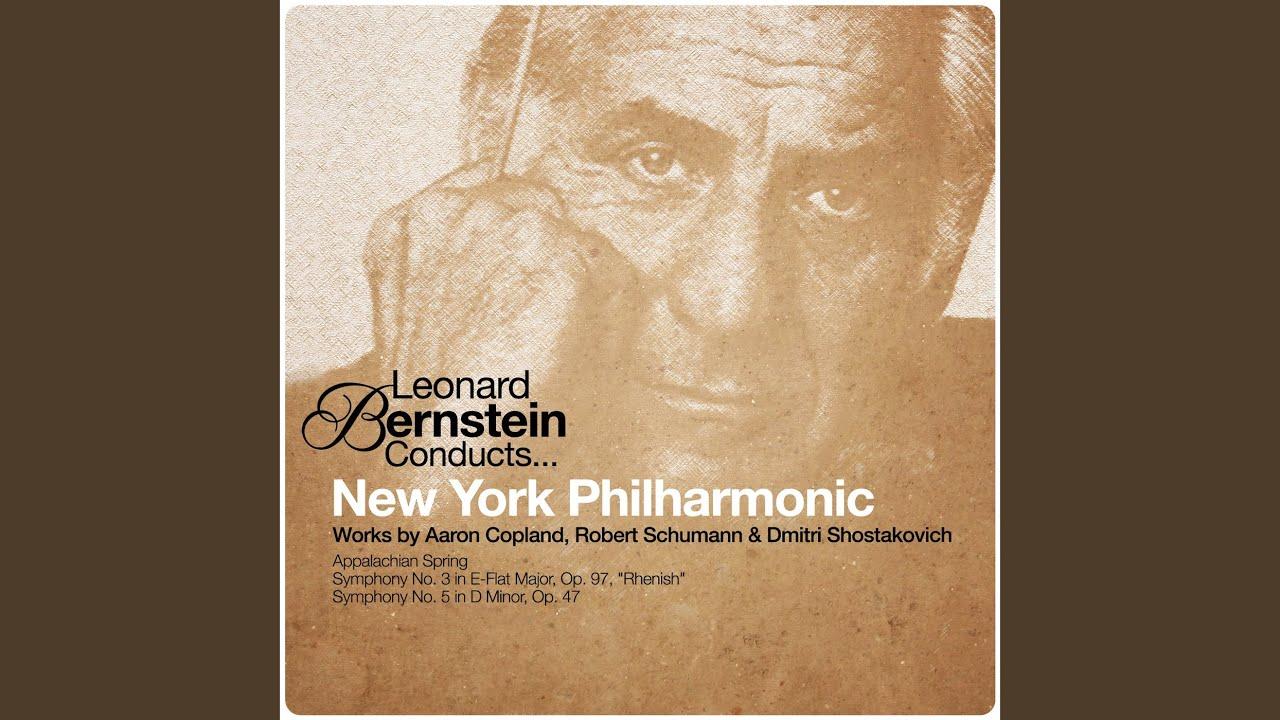 Leonard
Bernstein
Conducts...
New York Philharmonic
Works by Aaron Copland, Robert Schumann & Dmitri Shostakovich
Appalachian Spring
Symphony No. 3 in E-Flat Major, Op. 97, "Rhenish"
Symphony No. 5 in D Minor, Op. 47